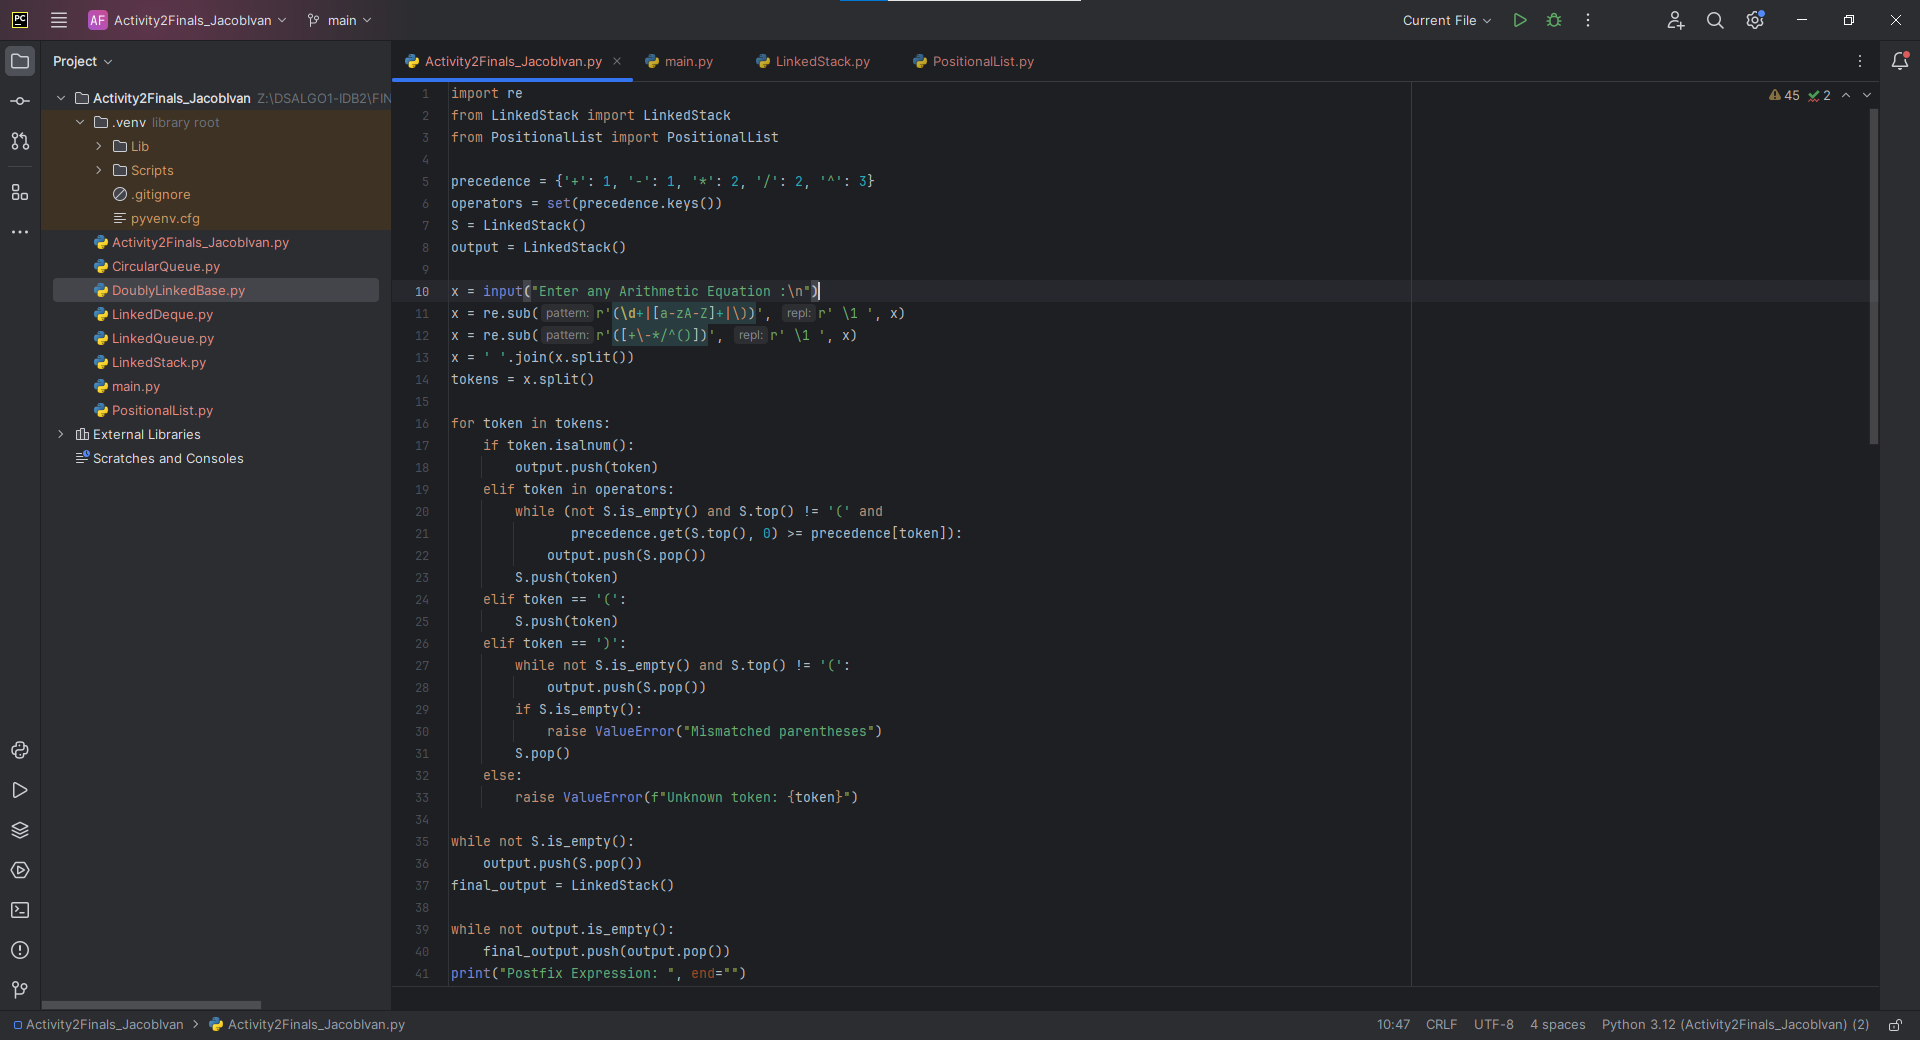 PC AF Activity2Finals_JacobIvan main Current File
Project
Activity2Finals_JacobIvan.py main.py LinkedStack.py PositionalList.py
Activity2Finals_JacobIvan Z:\DSALGO1-IDB2\FIN
.venv library root
Lib
Scripts
.gitignore
pyvenv.cfg
Activity2Finals_JacobIvan.py
CircularQueue.py
DoublyLinkedBase.py
LinkedDeque.py
LinkedQueue.py
LinkedStack.py
main.py
PositionalList.py
External Libraries
Scratches and Consoles
45 2
1 import re
2 from LinkedStack import LinkedStack
3 from PositionalList import PositionalList
4
5 precedence = {'+': 1, '-': 1, '*': 2, '/': 2, '^': 3}
6 operators = set(precedence.keys())
7 S = LinkedStack()
8 output = LinkedStack()
9
10 x = input("Enter any Arithmetic Equation :\n")
11 x = re.sub( pattern: r'(\d+|[a-zA-Z]+|\))', repl: r' \1 ', x)
12 x = re.sub( pattern: r'([+\-*/^()])', repl: r' \1 ', x)
13 x = ' '.join(x.split())
14 tokens = x.split()
15
16 for token in tokens:
17     if token.isalnum():
18         output.push(token)
19     elif token in operators:
20         while (not S.is_empty() and S.top() != '(' and
21                precedence.get(S.top(), 0) >= precedence[token]):
22             output.push(S.pop())
23         S.push(token)
24     elif token == '(':
25         S.push(token)
26     elif token == ')':
27         while not S.is_empty() and S.top() != '(':
28             output.push(S.pop())
29         if S.is_empty():
30             raise ValueError("Mismatched parentheses")
31         S.pop()
32     else:
33         raise ValueError(f"Unknown token: {token}")
34
35 while not S.is_empty():
36     output.push(S.pop())
37 final_output = LinkedStack()
38
39 while not output.is_empty():
40     final_output.push(output.pop())
41 print("Postfix Expression: ", end="")
Activity2Finals_JacobIvan > Activity2Finals_JacobIvan.py 10:47 CRLF UTF-8 4 spaces Python 3.12 (Activity2Finals_JacobIvan) (2)